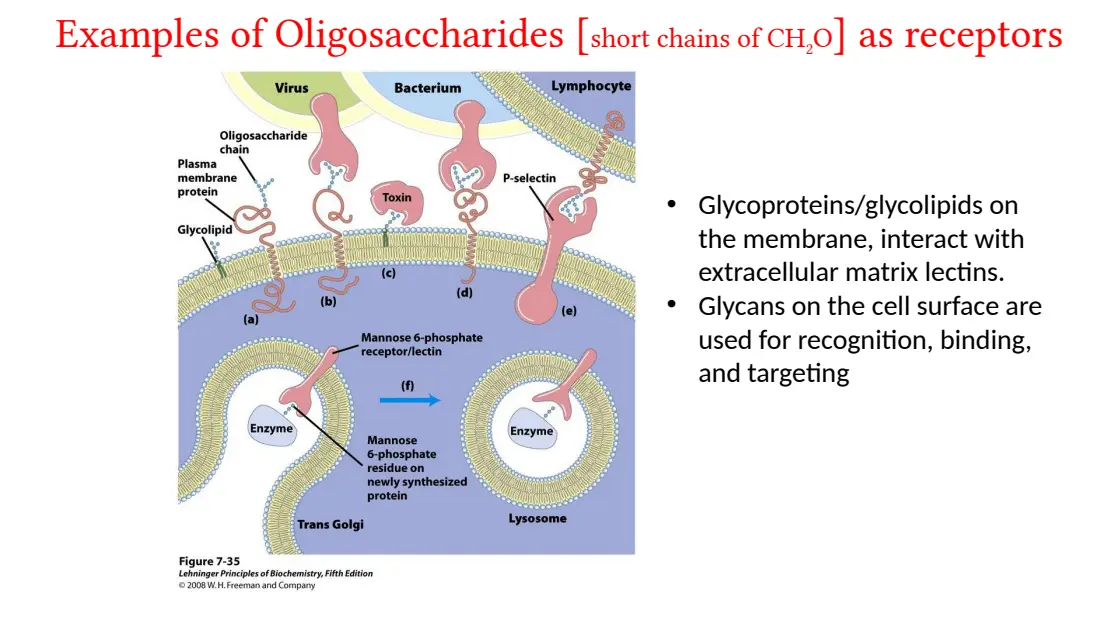 Examples of Oligosaccharides [short chains of CH₂O] as receptors
Virus
Bacterium
Lymphocyte
Oligosaccharide
chain
Plasma
membrane
protein
P-selectin
Toxin
Glycolipid
(a)
(b)
(c)
(d)
(e)
Mannose 6-phosphate
receptor/lectin
(f)
Enzyme
Enzyme
Mannose
6-phosphate
residue on
newly synthesized
protein
Trans Golgi
Lysosome
Figure 7-35
Lehninger Principles of Biochemistry, Fifth Edition
© 2008 W. H. Freeman and Company
• Glycoproteins/glycolipids on
the membrane, interact with
extracellular matrix lectins.
• Glycans on the cell surface are
used for recognition, binding,
and targeting